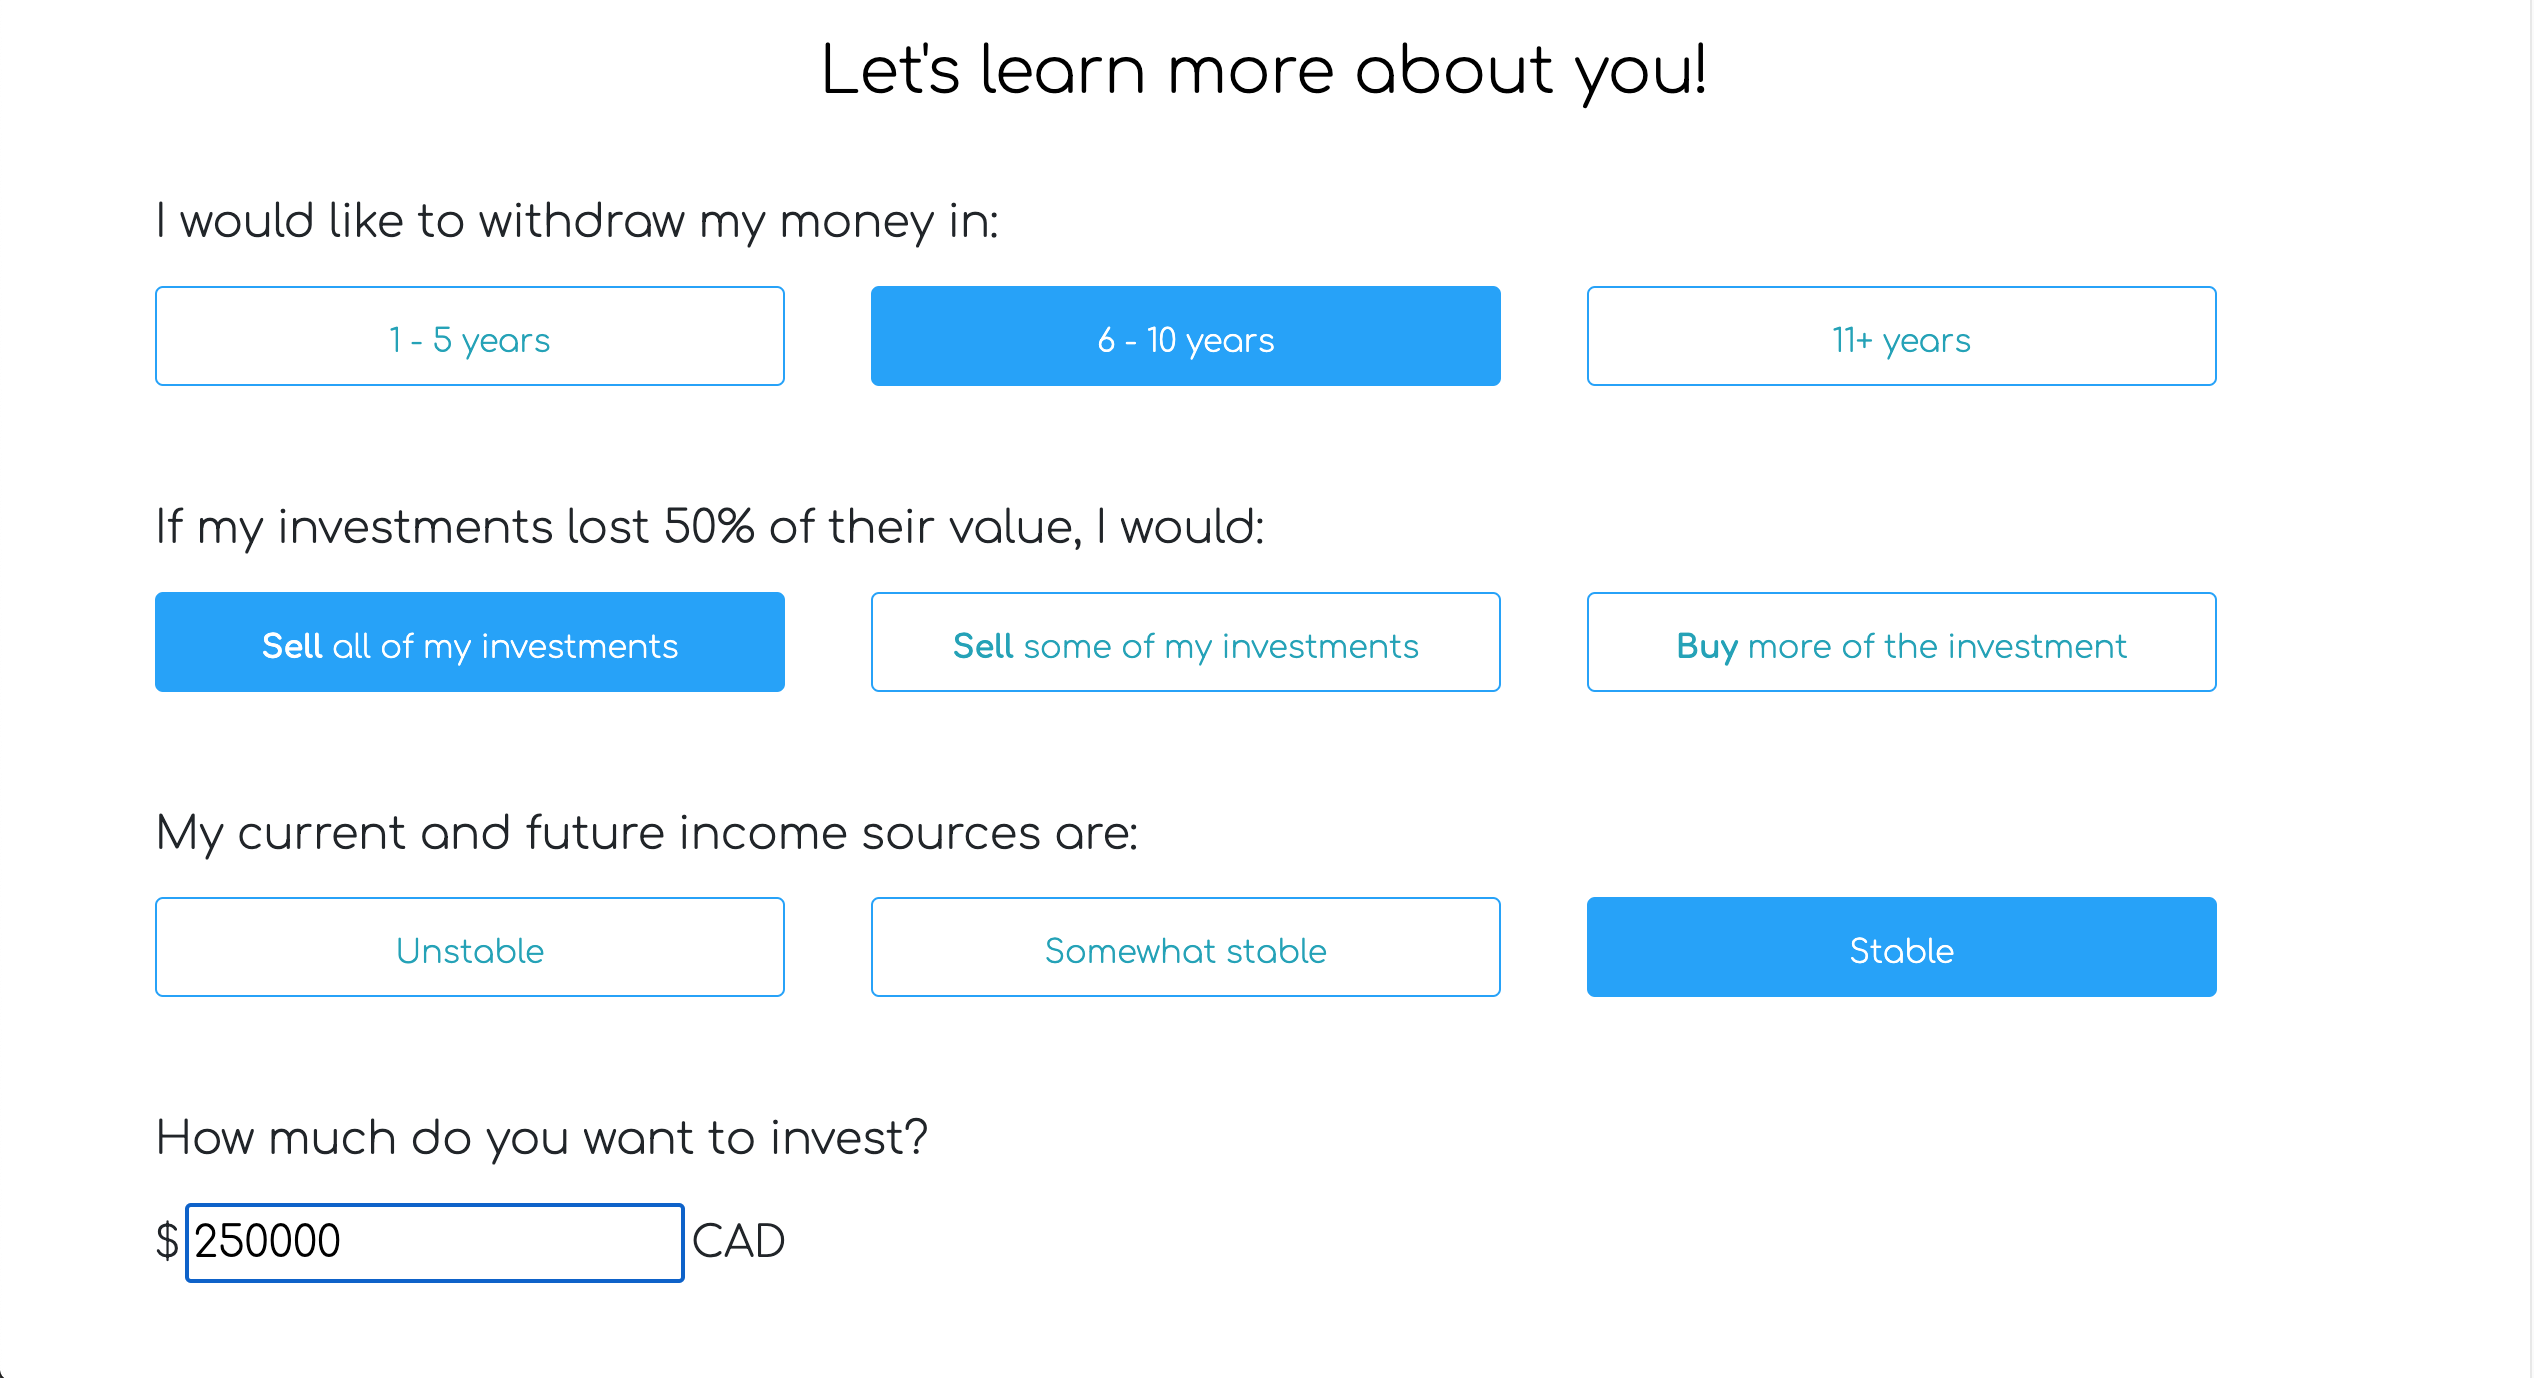 Let's learn more about you!
I would like to withdraw my money in:
1 - 5 years
6 - 10 years
11+ years
If my investments lost 50% of their value, I would:
Sell all of my investments
Sell some of my investments
Buy more of the investment
My current and future income sources are:
Unstable
Somewhat stable
Stable
How much do you want to invest?
$ 250000 CAD